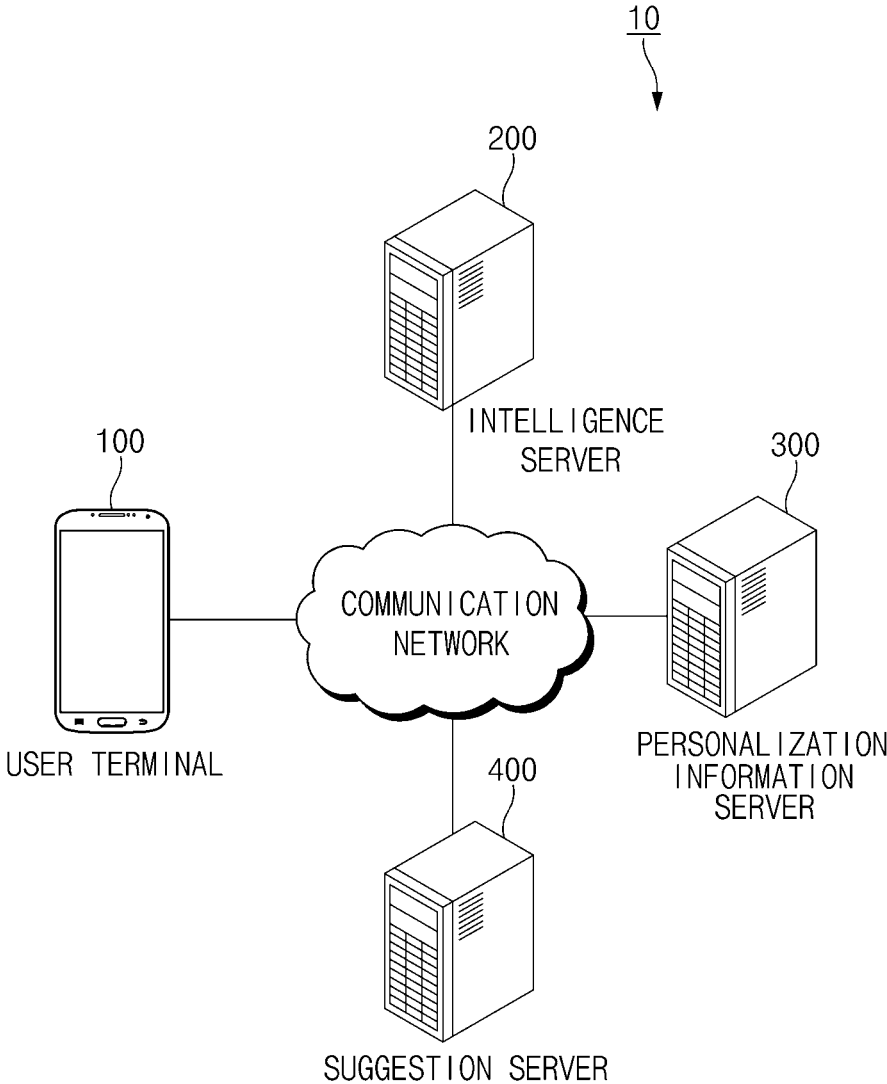 10
200
INTELLIGENCE
SERVER
100
300
COMMUNICATION
NETWORK
USER TERMINAL
PERSONALIZATION
INFORMATION
SERVER
400
SUGGESTION SERVER